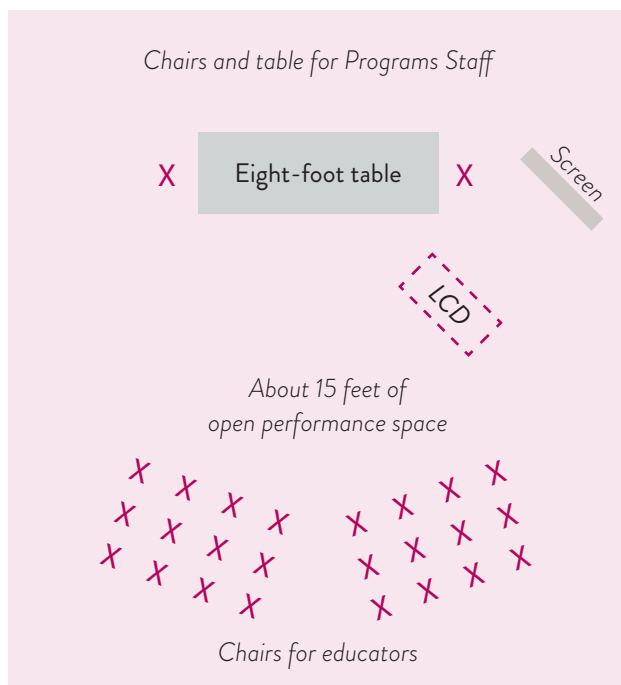 Chairs and table for Programs Staff
X Eight-foot table X
Screen
LCD
About 15 feet of
open performance space
X X X X X X X X
X X X X X X X X
X X X X X X X X
Chairs for educators